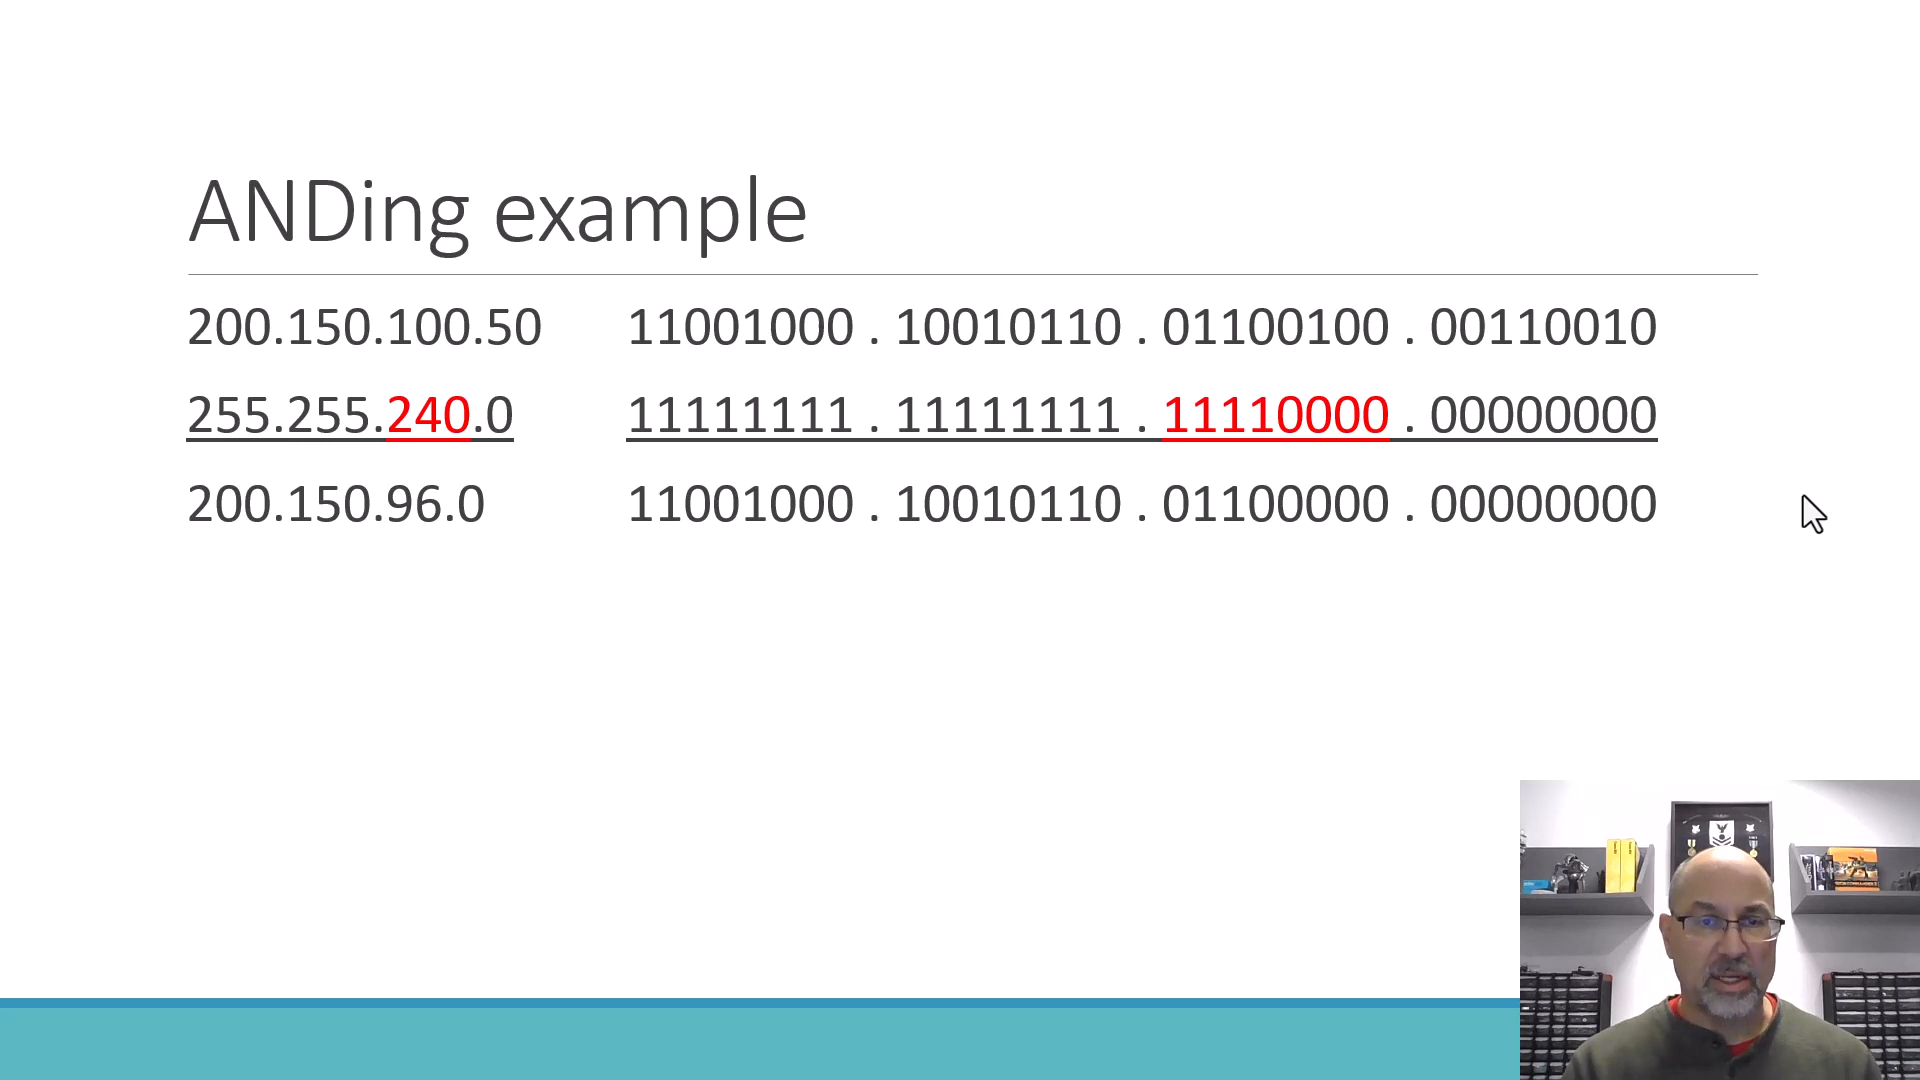 ANDing example
200.150.100.50 11001000 . 10010110 . 01100100 . 00110010
255.255.240.0 11111111 . 11111111 . 11110000 . 00000000
200.150.96.0 11001000 . 10010110 . 01100000 . 00000000